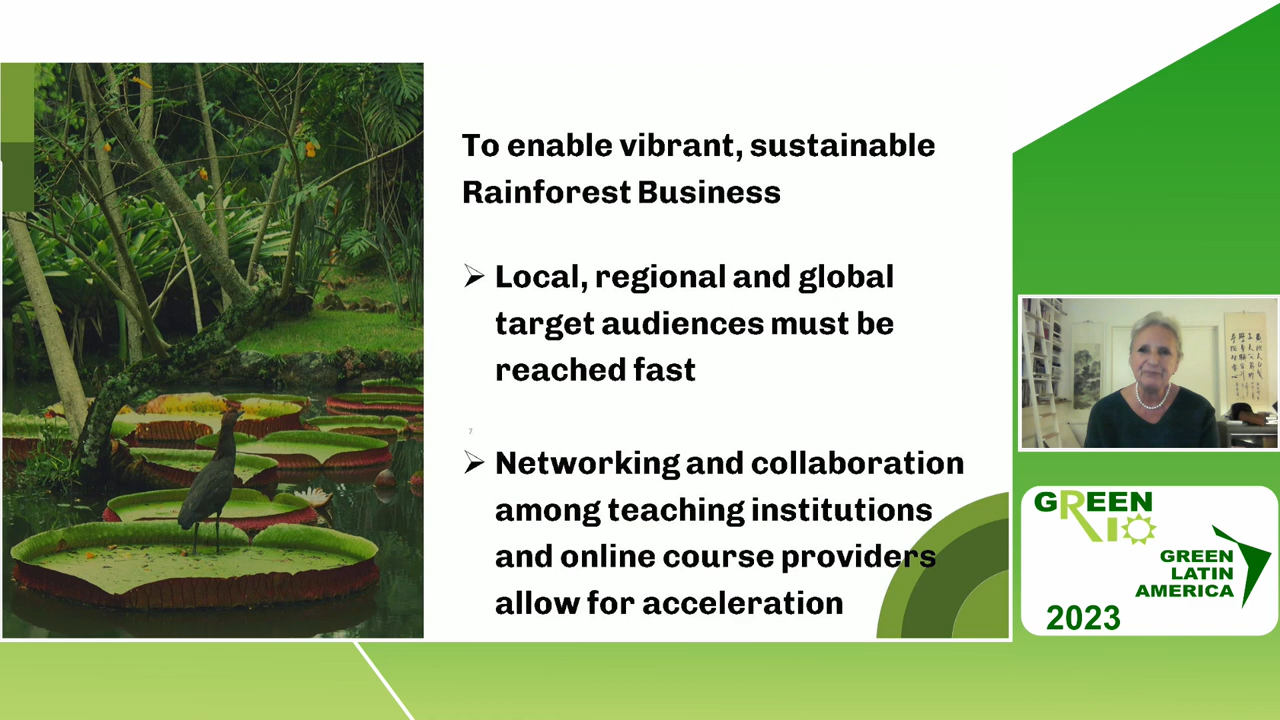 To enable vibrant, sustainable
Rainforest Business
➢ Local, regional and global
target audiences must be
reached fast
7
➢ Networking and collaboration
among teaching institutions
and online course providers
allow for acceleration
GREEN
RIO
GREEN
LATIN
AMERICA
2023